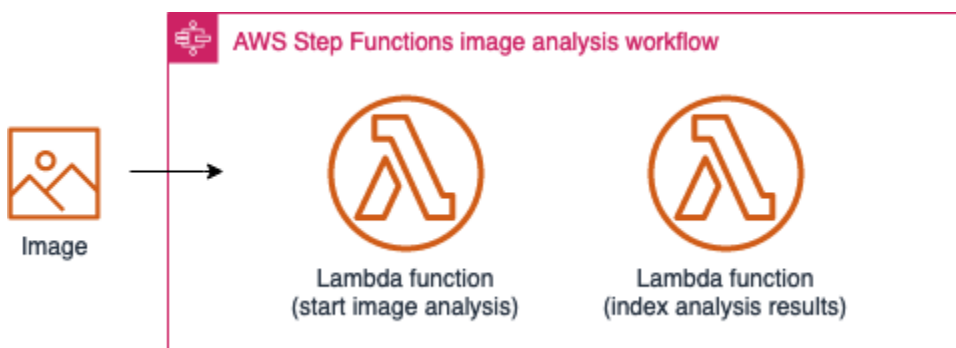 AWS Step Functions image analysis workflow
Image
Lambda function
(start image analysis)
Lambda function
(index analysis results)